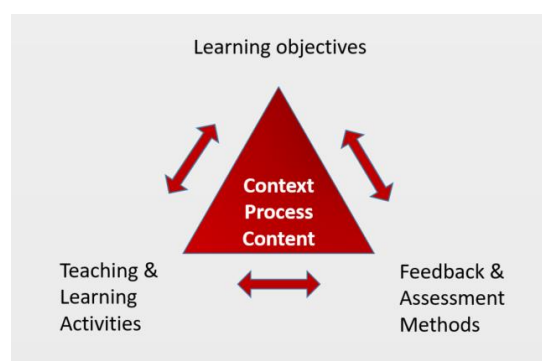 Learning objectives
Context
Process
Content
Teaching &
Learning
Activities
Feedback &
Assessment
Methods